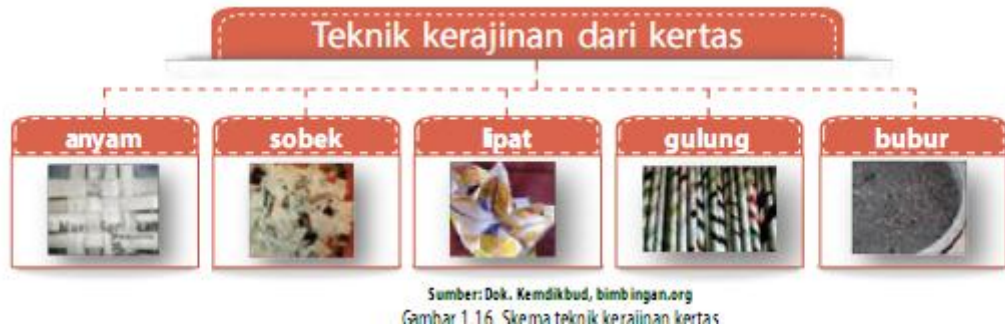 Teknik kerajinan dari kertas
anyam
sobek
lipat
gulung
bubur
Sumber: Dok. Kemdikbud, bimbingan.org
Gambar 1.16. Skema teknik kerajinan kertas